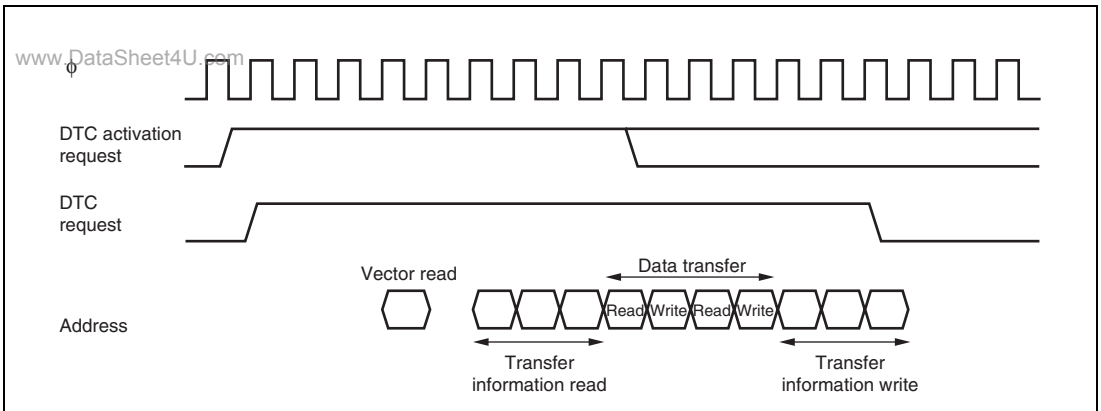 www.DataSheet4U.com
φ
DTC activation
request
DTC
request
Vector read
Data transfer
Address
Read Write Read Write
Transfer
information read
Transfer
information write